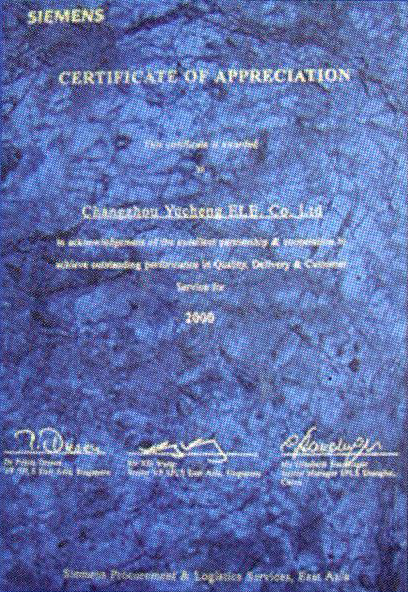 SIEMENS
CERTIFICATE OF APPRECIATION
This certificate is awarded
to
Changzhou Yucheng ELE. Co. Ltd
in acknowledgement of the excellent partnership & cooperation to
achieve outstanding performance in Quality, Delivery & Customer
Service for
2000
Siemens Procurement & Logistics Services, East Asia